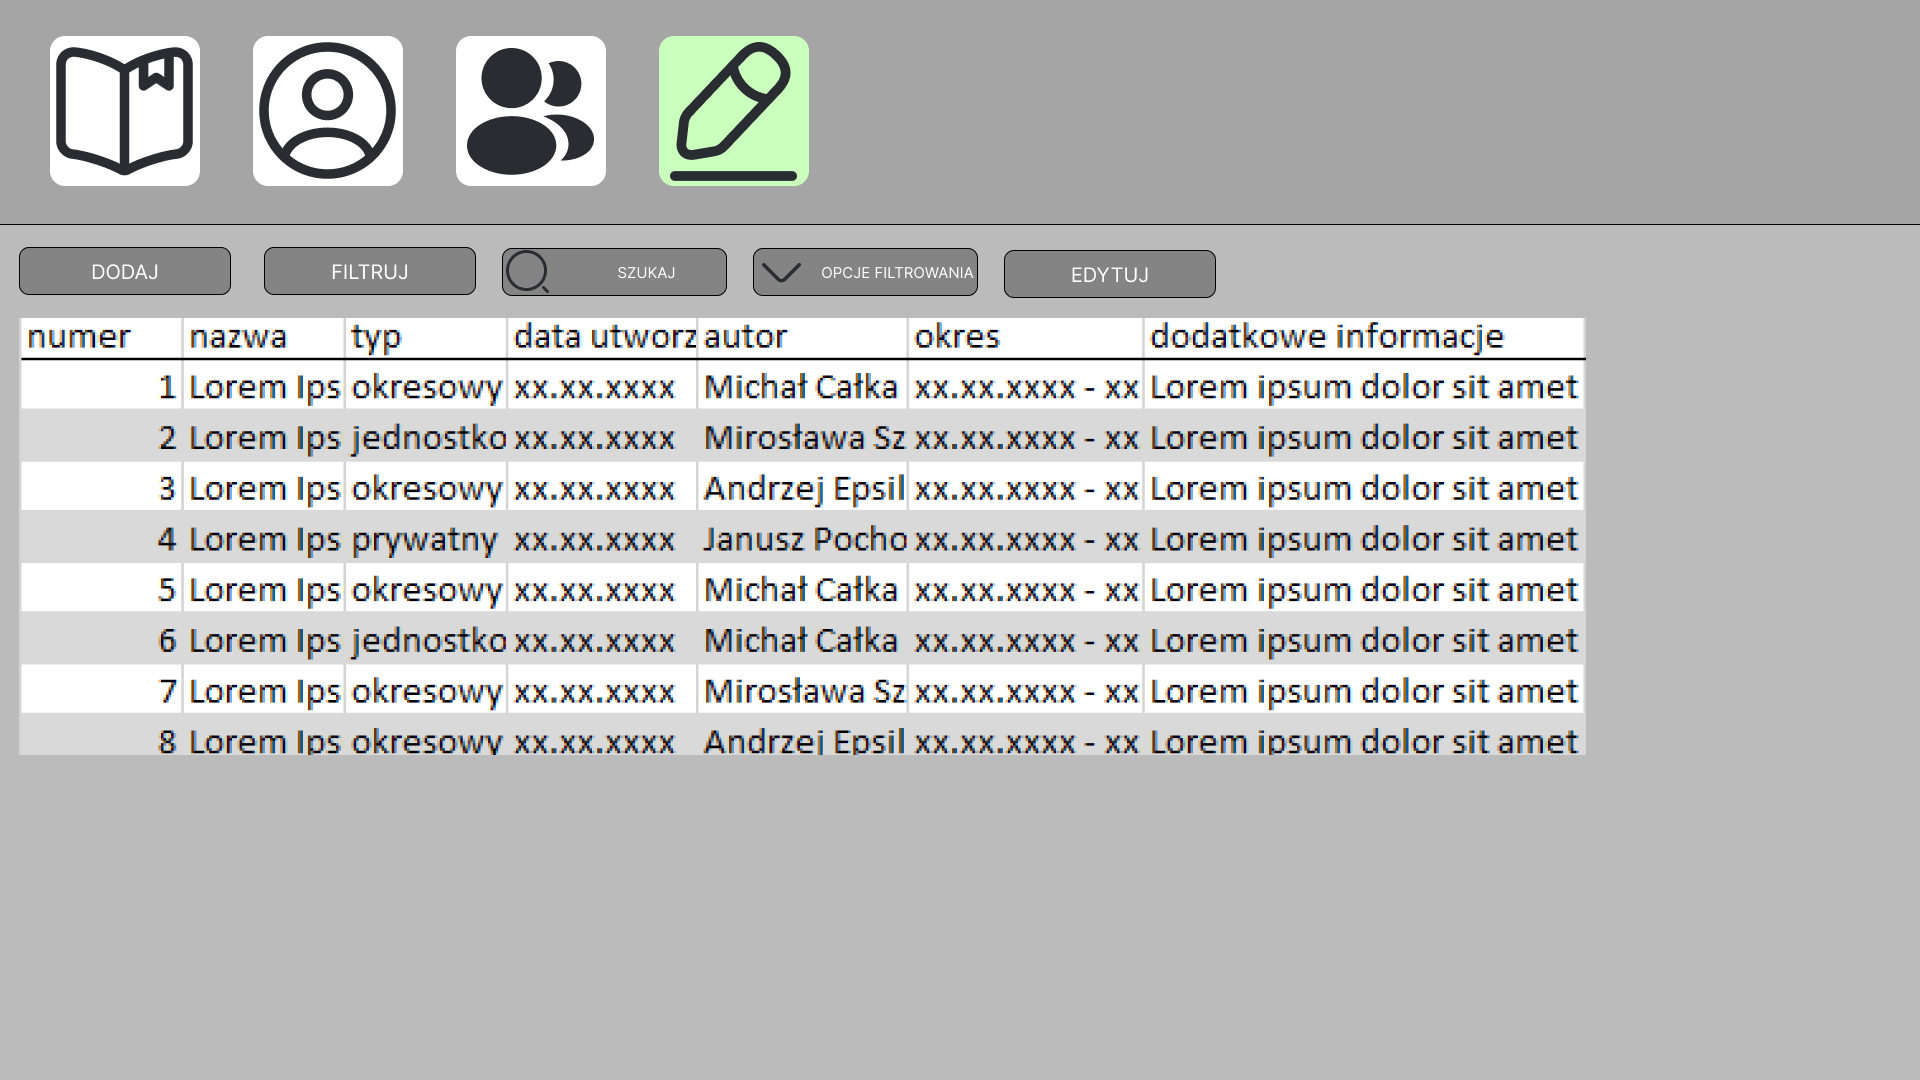 DODAJ FILTRUJ SZUKAJ OPCJE FILTROWANIA EDYTUJ
numer nazwa typ data utworz autor okres dodatkowe informacje
1 Lorem Ips okresowy xx.xx.xxxx Michał Całka xx.xx.xxxx - xx Lorem ipsum dolor sit amet
2 Lorem Ips jednostko xx.xx.xxxx Mirosława Sz xx.xx.xxxx - xx Lorem ipsum dolor sit amet
3 Lorem Ips okresowy xx.xx.xxxx Andrzej Epsil xx.xx.xxxx - xx Lorem ipsum dolor sit amet
4 Lorem Ips prywatny xx.xx.xxxx Janusz Pocho xx.xx.xxxx - xx Lorem ipsum dolor sit amet
5 Lorem Ips okresowy xx.xx.xxxx Michał Całka xx.xx.xxxx - xx Lorem ipsum dolor sit amet
6 Lorem Ips jednostko xx.xx.xxxx Michał Całka xx.xx.xxxx - xx Lorem ipsum dolor sit amet
7 Lorem Ips okresowy xx.xx.xxxx Mirosława Sz xx.xx.xxxx - xx Lorem ipsum dolor sit amet
8 Lorem Ips okresowy xx.xx.xxxx Andrzej Epsil xx.xx.xxxx - xx Lorem ipsum dolor sit amet